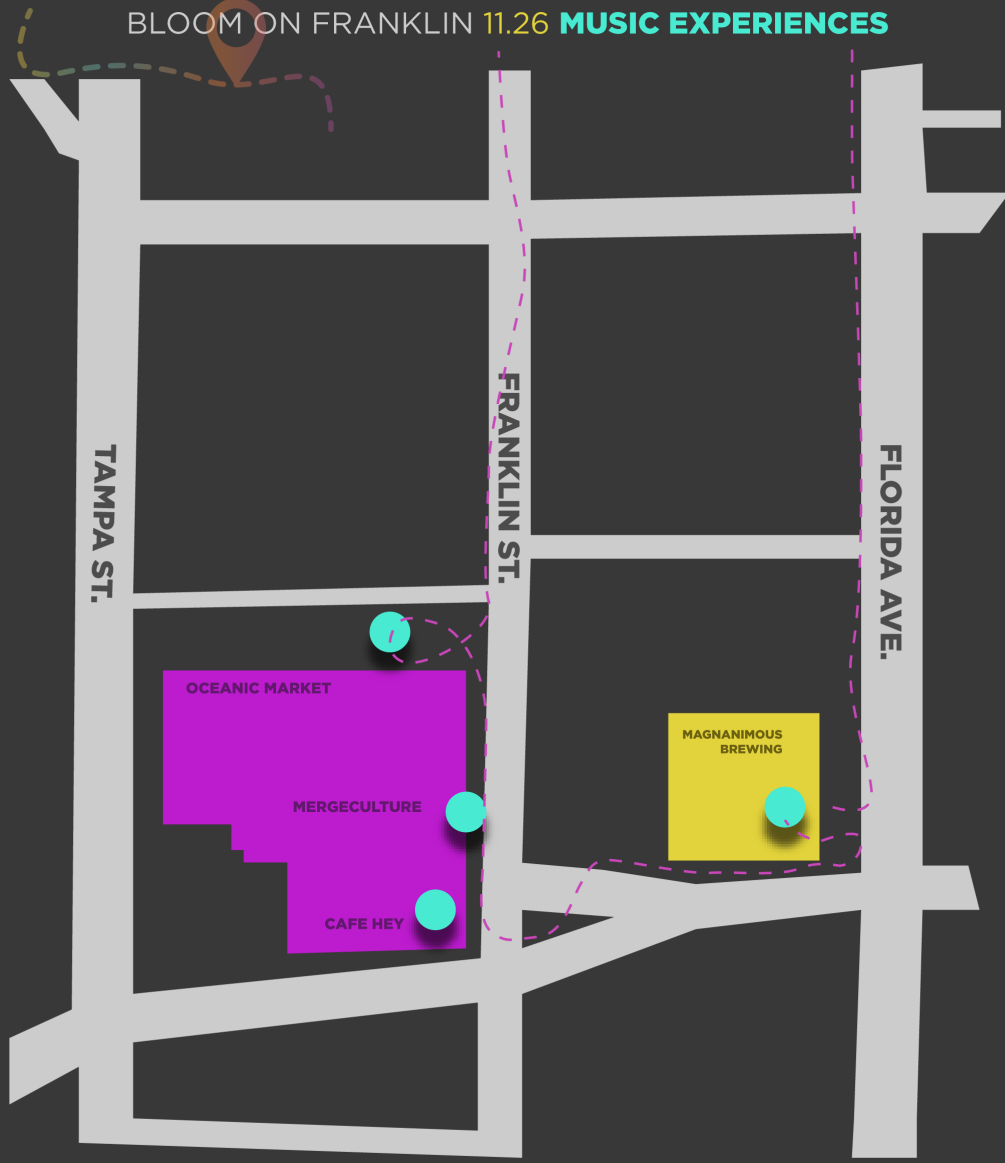 BLOOM ON FRANKLIN 11.26 MUSIC EXPERIENCES
FRANKLIN ST.
TAMPA ST.
FLORIDA AVE.
OCEANIC MARKET
MAGNANIMOUS
BREWING
MERGECULTURE
CAFE HEY